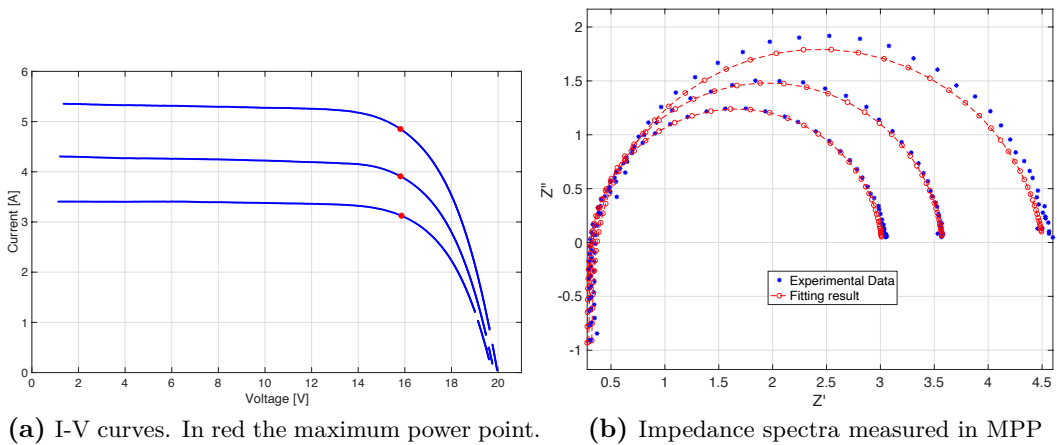 6
5
4
3
2
1
0
0 2 4 6 8 10 12 14 16 18 20
Current [A]
Voltage [V]
(a) I-V curves. In red the maximum power point.
2
1.5
1
0.5
0
-0.5
-1
0.5 1 1.5 2 2.5 3 3.5 4 4.5
Z''
Z'
Experimental Data
Fitting result
(b) Impedance spectra measured in MPP